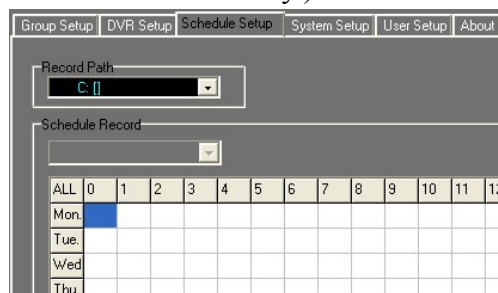 Group Setup DVR Setup Schedule Setup System Setup User Setup About
Record Path
C: []
Schedule Record
ALL 0 1 2 3 4 5 6 7 8 9 10 11
Mon.
Tue.
Wed
Thu